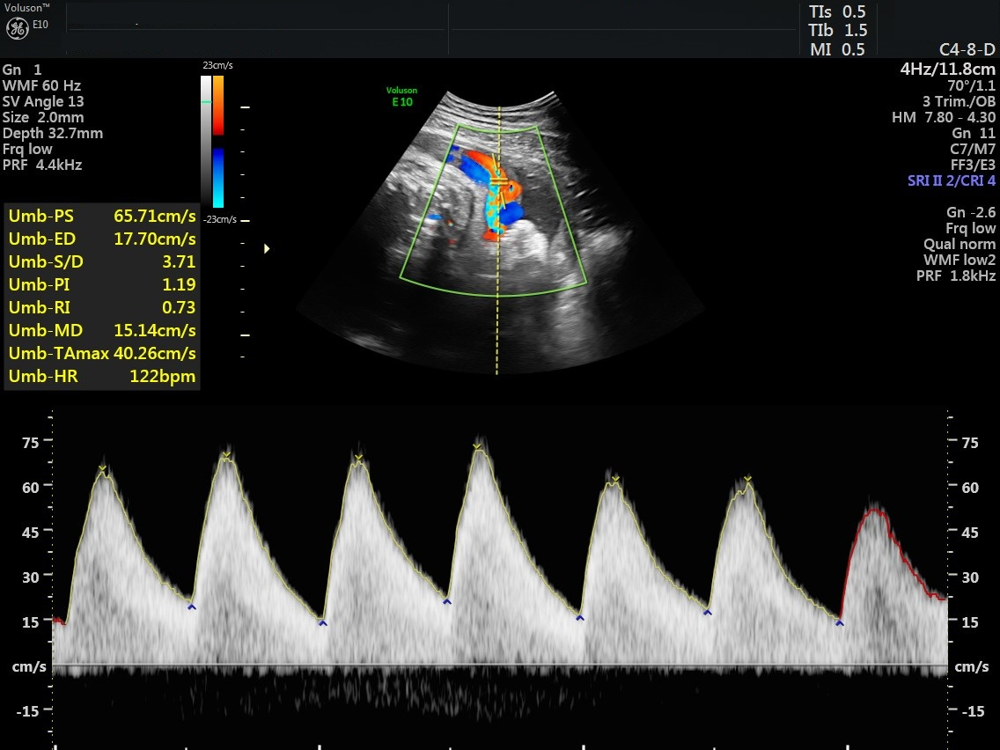 Voluson™
E10
TIs 0.5
TIb 1.5
MI 0.5
C4-8-D
4Hz/11.8cm
70°/1.1
3 Trim./OB
HM 7.80 - 4.30
Gn 11
C7/M7
FF3/E3
SRI II 2/CRI 4
Gn -2.6
Frq low
Qual norm
WMF low2
PRF 1.8kHz
Gn 1
WMF 60 Hz
SV Angle 13
Size 2.0mm
Depth 32.7mm
Frq low
PRF 4.4kHz
23cm/s
-23cm/s
Voluson
E10
Umb-PS 65.71cm/s
Umb-ED 17.70cm/s
Umb-S/D 3.71
Umb-PI 1.19
Umb-RI 0.73
Umb-MD 15.14cm/s
Umb-TAmax 40.26cm/s
Umb-HR 122bpm
75 75
60 60
45 45
30 30
15 15
cm/s cm/s
-15 -15